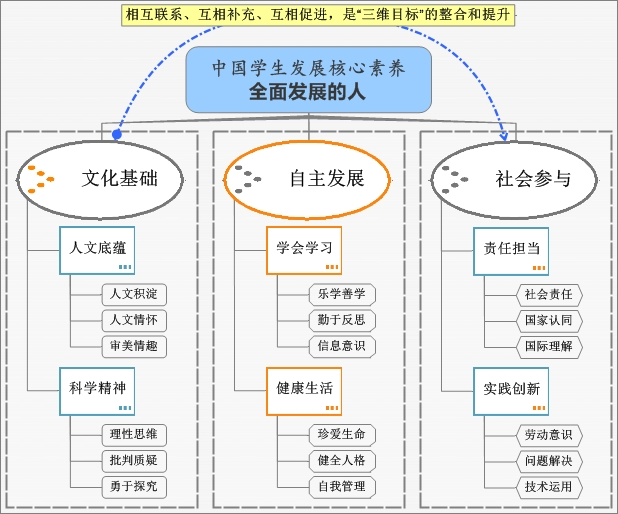 相互联系、互相补充、互相促进，是“三维目标”的整合和提升
中国学生发展核心素养
全面发展的人
文化基础
自主发展
社会参与
人文底蕴
学会学习
责任担当
人文积淀
乐学善学
社会责任
人文情怀
勤于反思
国家认同
审美情趣
信息意识
国际理解
科学精神
健康生活
实践创新
理性思维
珍爱生命
劳动意识
批判质疑
健全人格
问题解决
勇于探究
自我管理
技术运用